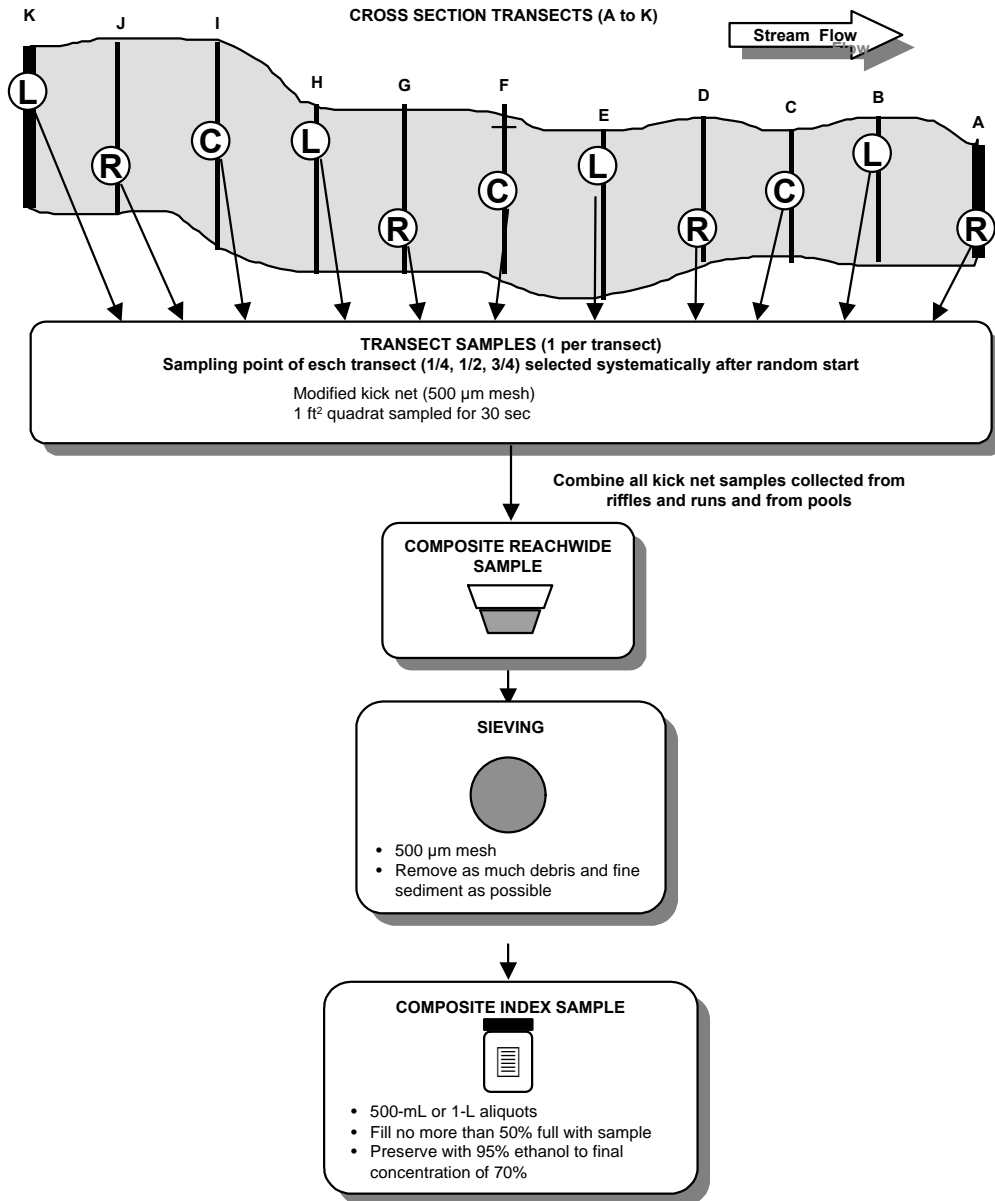 CROSS SECTION TRANSECTS (A to K)
Stream Flow
Flow
K
J
I
H
G
F
E
D
C
B
A
L
R
C
L
R
C
L
R
C
L
R
TRANSECT SAMPLES (1 per transect)
Sampling point of esch transect (1/4, 1/2, 3/4) selected systematically after random start
Modified kick net (500 µm mesh)
1 ft² quadrat sampled for 30 sec
Combine all kick net samples collected from
riffles and runs and from pools
COMPOSITE REACHWIDE
SAMPLE
SIEVING
• 500 µm mesh
• Remove as much debris and fine
sediment as possible
COMPOSITE INDEX SAMPLE
• 500-mL or 1-L aliquots
• Fill no more than 50% full with sample
• Preserve with 95% ethanol to final
concentration of 70%